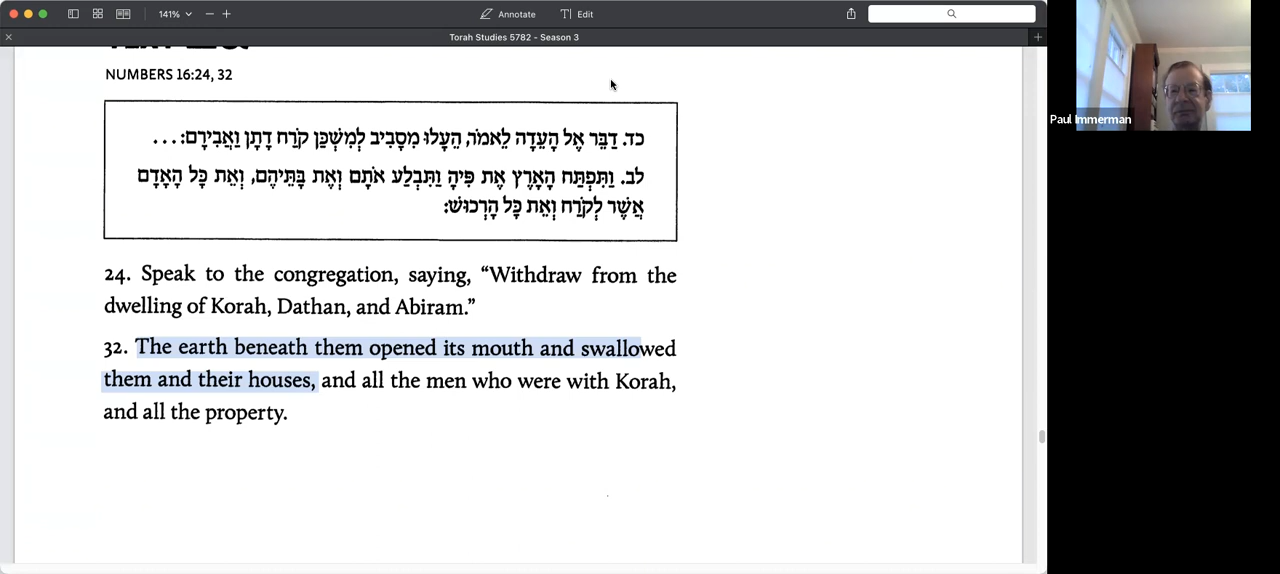 141%
Annotate
Edit
Torah Studies 5782 - Season 3
NUMBERS 16:24, 32
כד. דַבֵּר אֶל הָעֵדָה לֵאמֹר, הֵעָלוּ מִסָבִיב לְמִשְׁכַּן קֹרַח דָתָן וַאֲבִירָם: . . .
לב. וַתִּפְתַּח הָאָרֶץ אֶת פִּיהָ וַתִּבְלַע אֹתָם וְאֶת בָּתֵּיהֶם, וְאֵת כָּל הָאָדָם
אֲשֶׁר לְקֹרַח וְאֵת כָּל הָרְכוּשׁ:
24. Speak to the congregation, saying, “Withdraw from the
dwelling of Korah, Dathan, and Abiram.”
32. The earth beneath them opened its mouth and swallowed
them and their houses, and all the men who were with Korah,
and all the property.
Paul Immerman